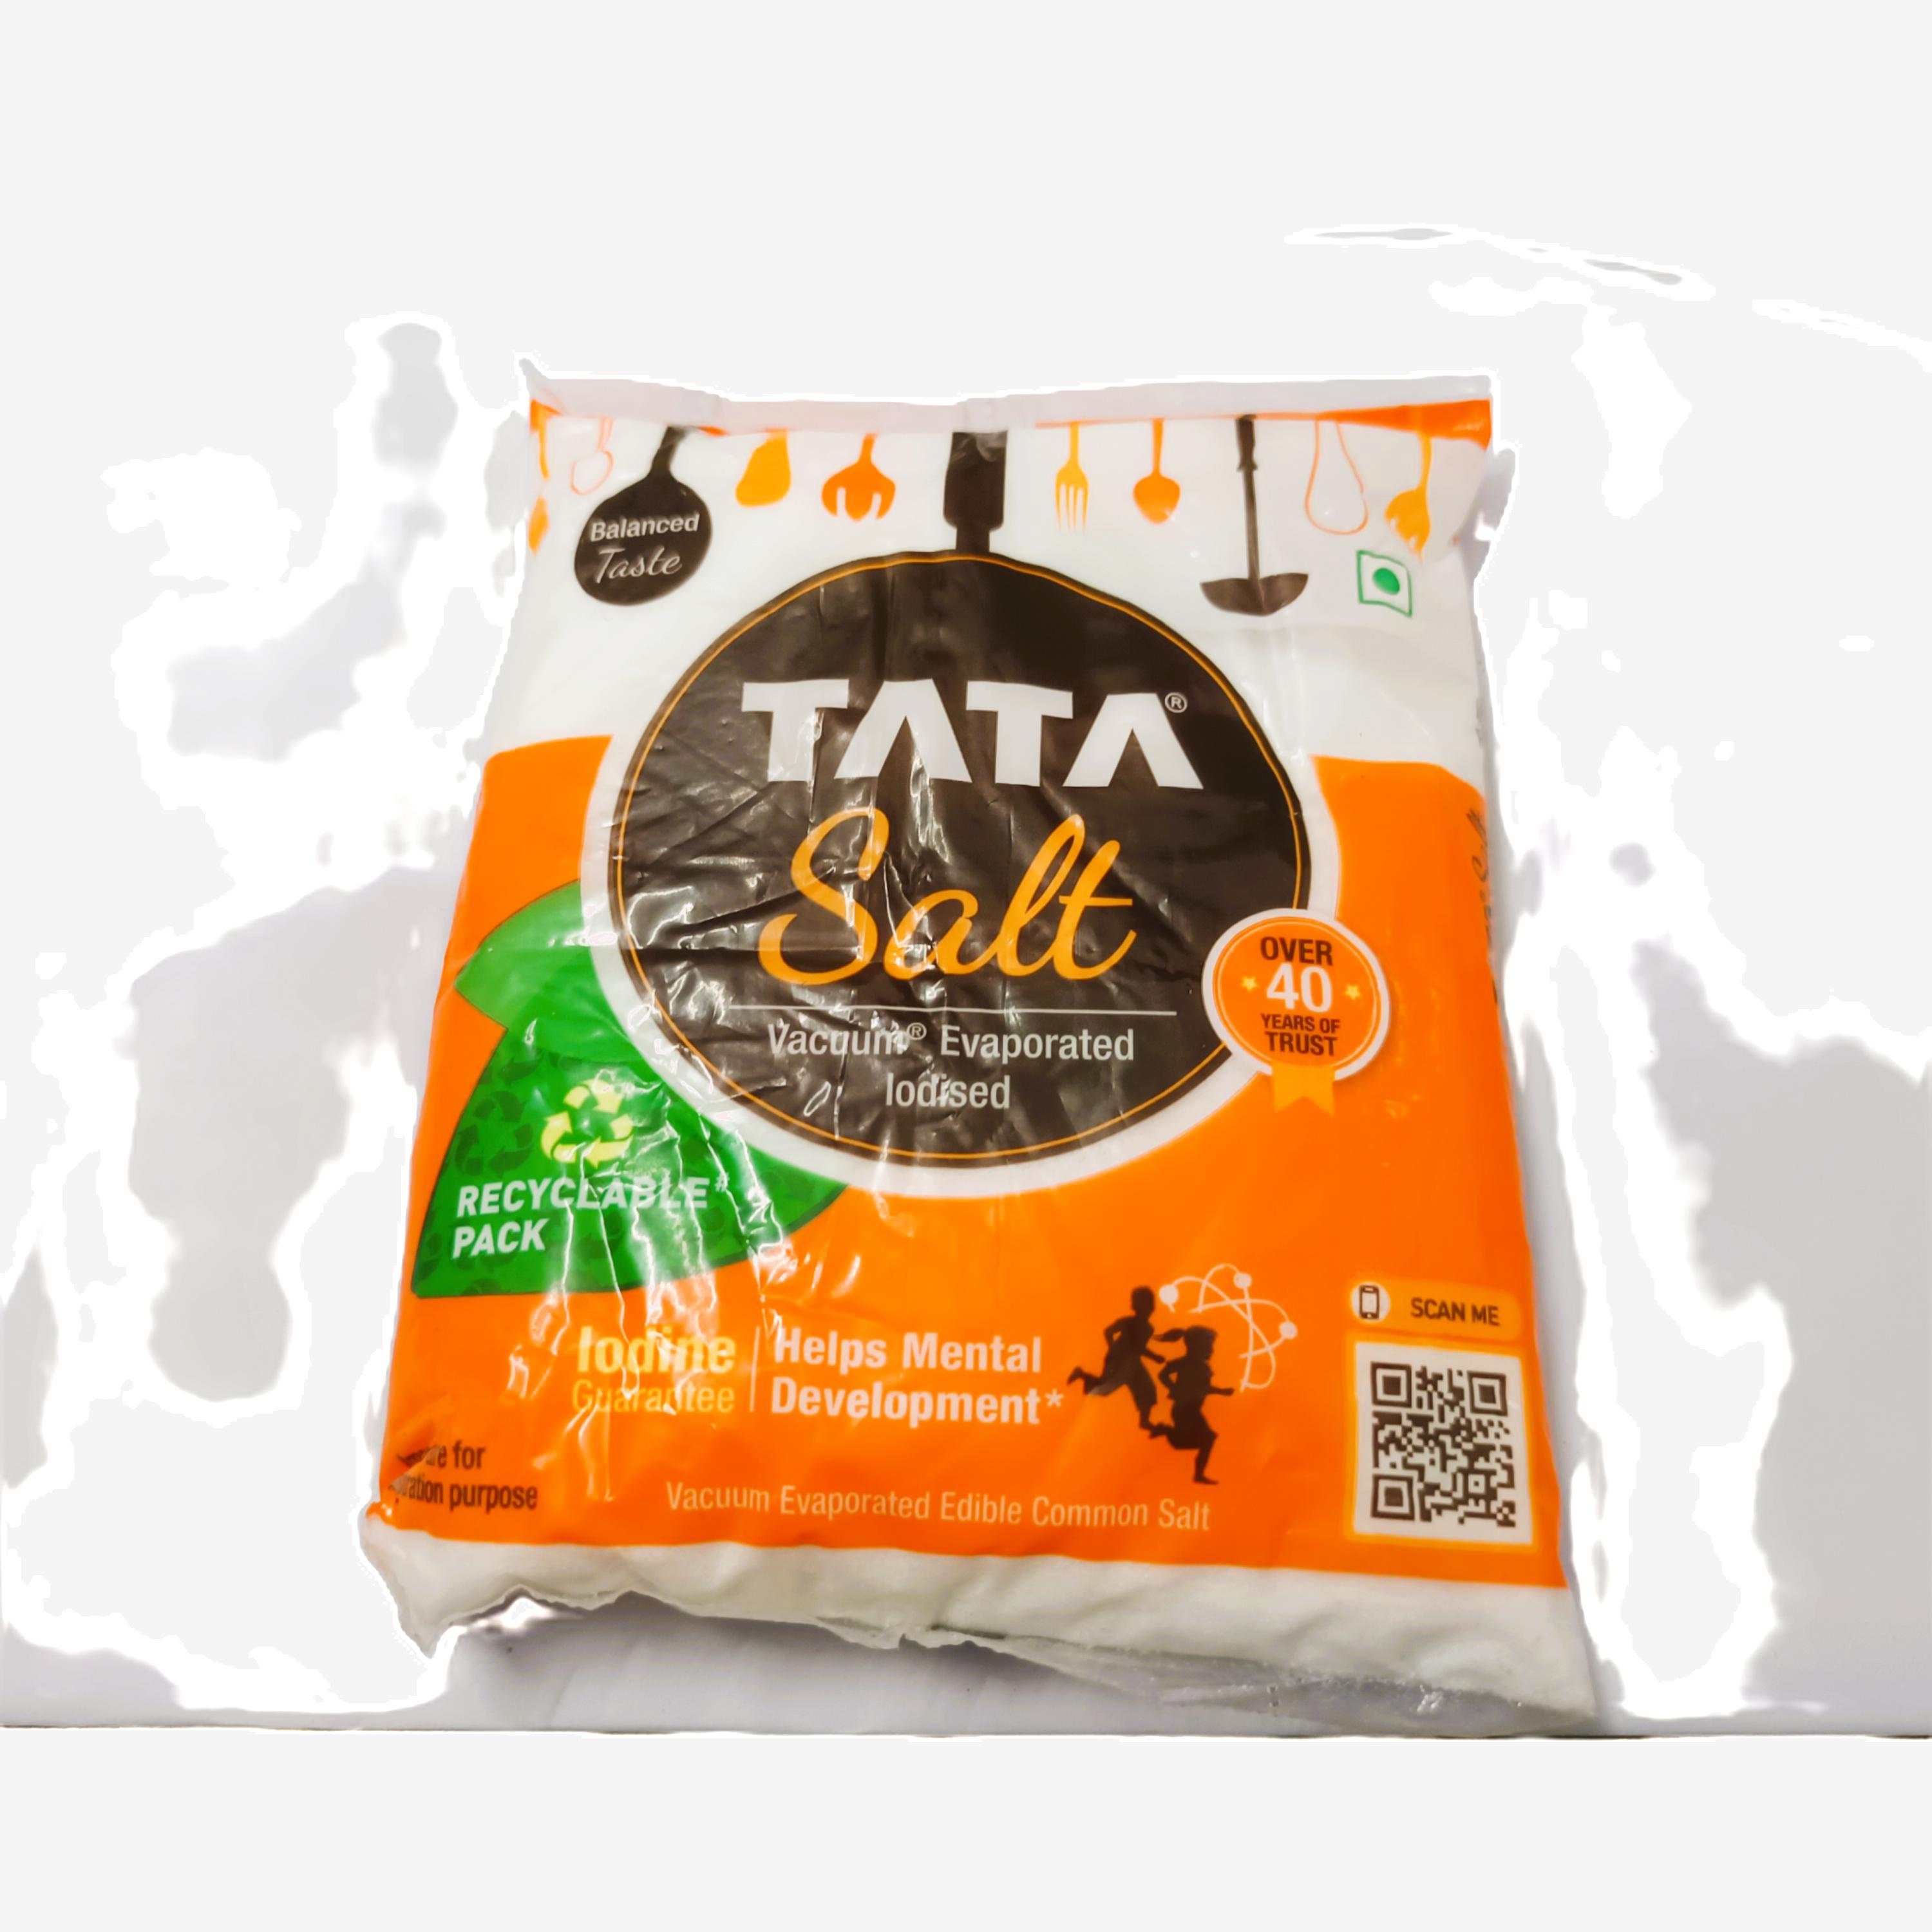 Balanced
Taste
TATA®
Salt
Vacuum® Evaporated
Iodised
OVER
40
YEARS OF
TRUST
RECYCLABLE#
PACK
Iodine
Guarantee
Helps Mental
Development*
SCAN ME
for
purpose
Vacuum Evaporated Edible Common Salt